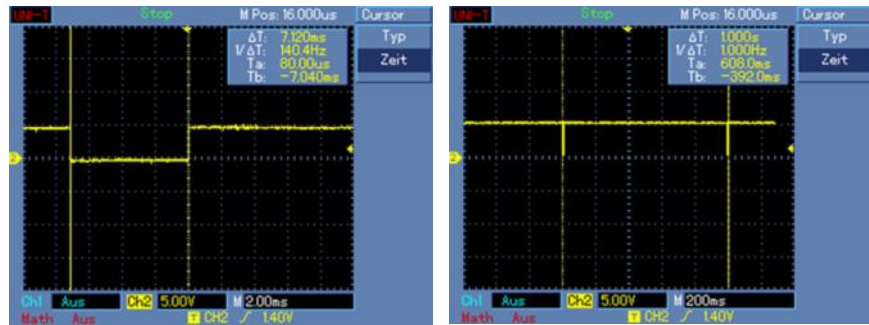 UNI-T Stop M Pos: 16.000us Cursor
ΔT: 7.120ms
1/ΔT: 140.4Hz
Ta: 80.00us
Tb: -7.040ms
Typ
Zeit
2
Ch1 Aus Ch2 5.00V M 2.00ms
Math Aus T CH2 / 1.40V
UNI-T Stop M Pos: 16.000us Cursor
ΔT: 1.000s
1/ΔT: 1.000Hz
Ta: 608.0ms
Tb: -392.0ms
Typ
Zeit
2
Ch1 Aus Ch2 5.00V M 200ms
Math Aus T CH2 / 1.40V